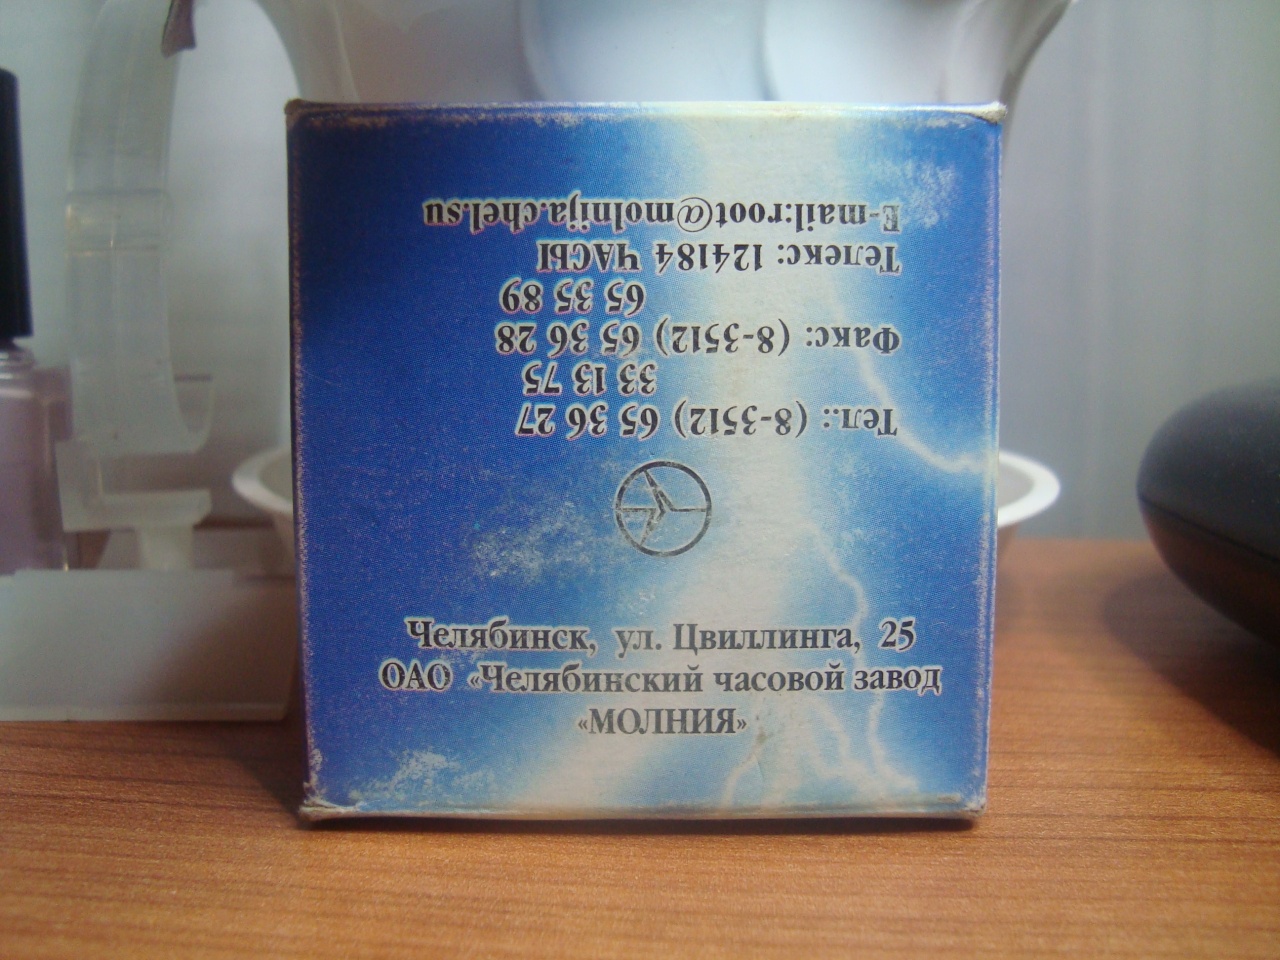 Тел.: (8-3512) 65 36 27
33 13 75
Факс: (8-3512) 65 36 28
65 35 89
Телекс: 124184 ЧАСЫ
E-mail:root@molnija.chel.su
Челябинск, ул. Цвиллинга, 25
ОАО «Челябинский часовой завод
«МОЛНИЯ»